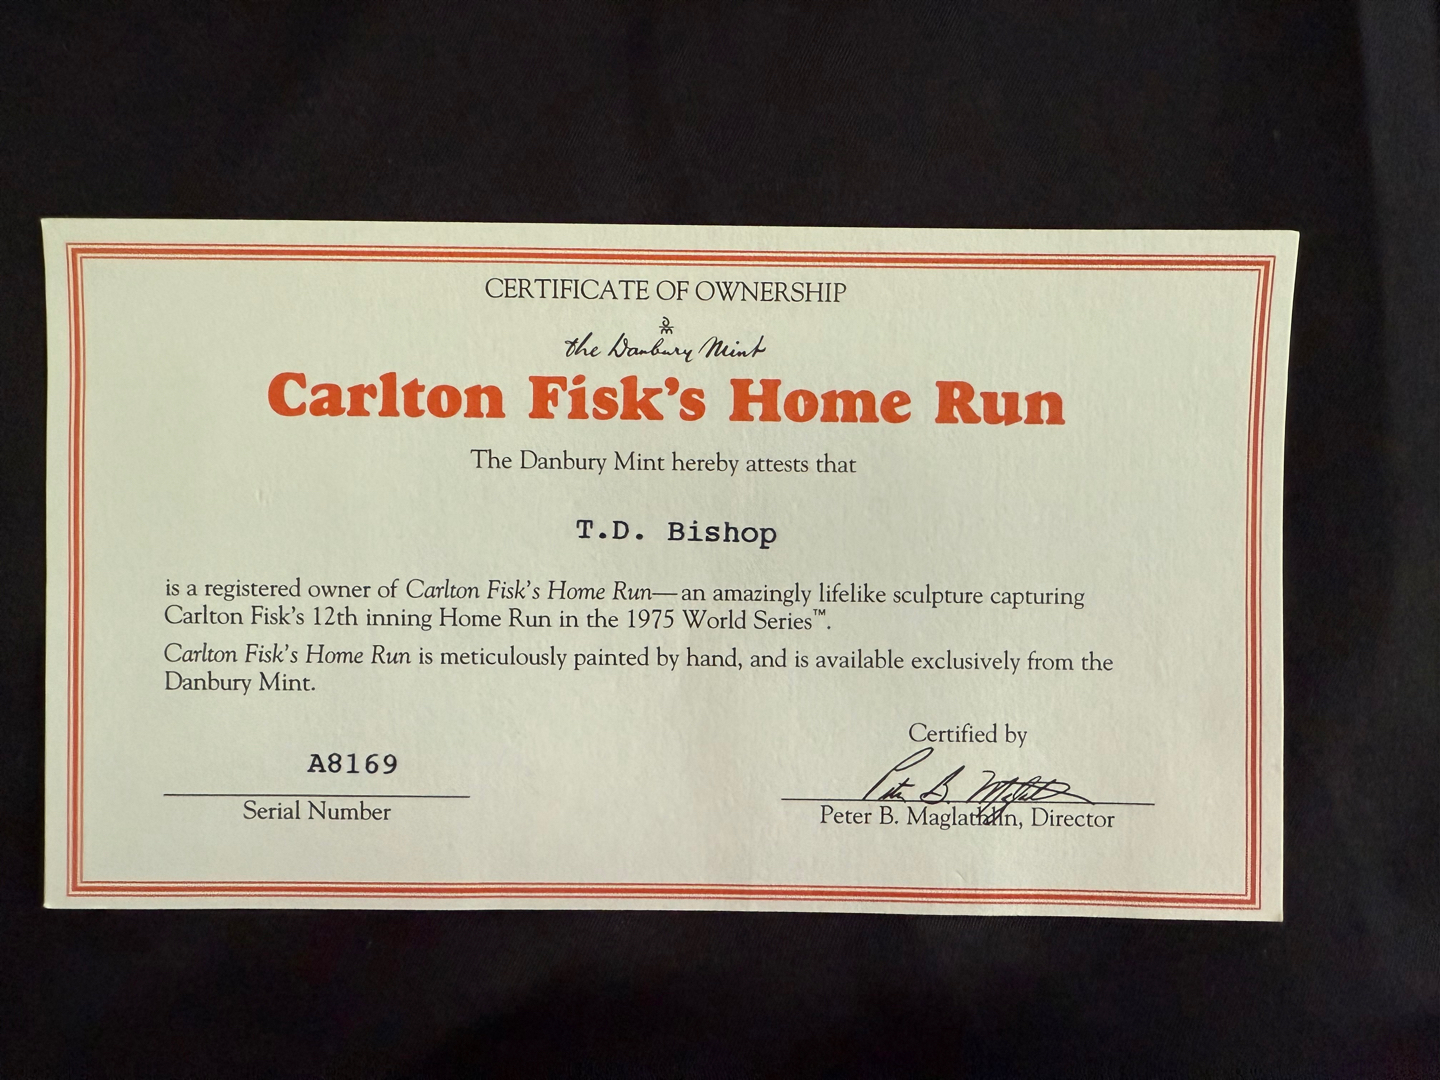 CERTIFICATE OF OWNERSHIP
the Danbury Mint
Carlton Fisk's Home Run
The Danbury Mint hereby attests that
T.D. Bishop
is a registered owner of Carlton Fisk's Home Run—an amazingly lifelike sculpture capturing
Carlton Fisk's 12th inning Home Run in the 1975 World Series™.
Carlton Fisk's Home Run is meticulously painted by hand, and is available exclusively from the
Danbury Mint.
Certified by
A8169
Peter B. Maglathlin
Serial Number
Peter B. Maglathlin, Director